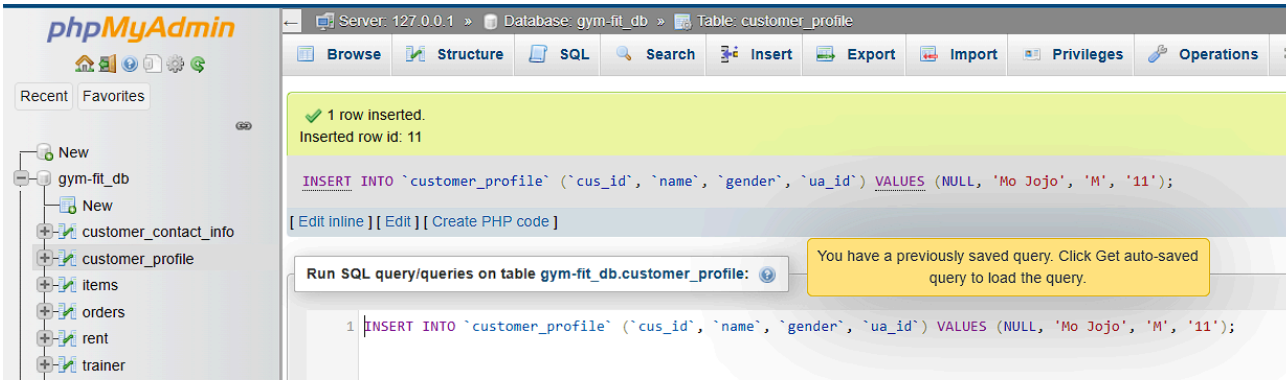 phpMyAdmin
Recent Favorites
New
gym-fit_db
New
customer_contact_info
customer_profile
items
orders
rent
trainer
Server: 127.0.0.1 » Database: gym-fit_db » Table: customer_profile
Browse Structure SQL Search Insert Export Import Privileges Operations
1 row inserted.
Inserted row id: 11
INSERT INTO `customer_profile` (`cus_id`, `name`, `gender`, `ua_id`) VALUES (NULL, 'Mo Jojo', 'M', '11');
[ Edit inline ] [ Edit ] [ Create PHP code ]
You have a previously saved query. Click Get auto-saved
query to load the query.
Run SQL query/queries on table gym-fit_db.customer_profile:
1 INSERT INTO `customer_profile` (`cus_id`, `name`, `gender`, `ua_id`) VALUES (NULL, 'Mo Jojo', 'M', '11');